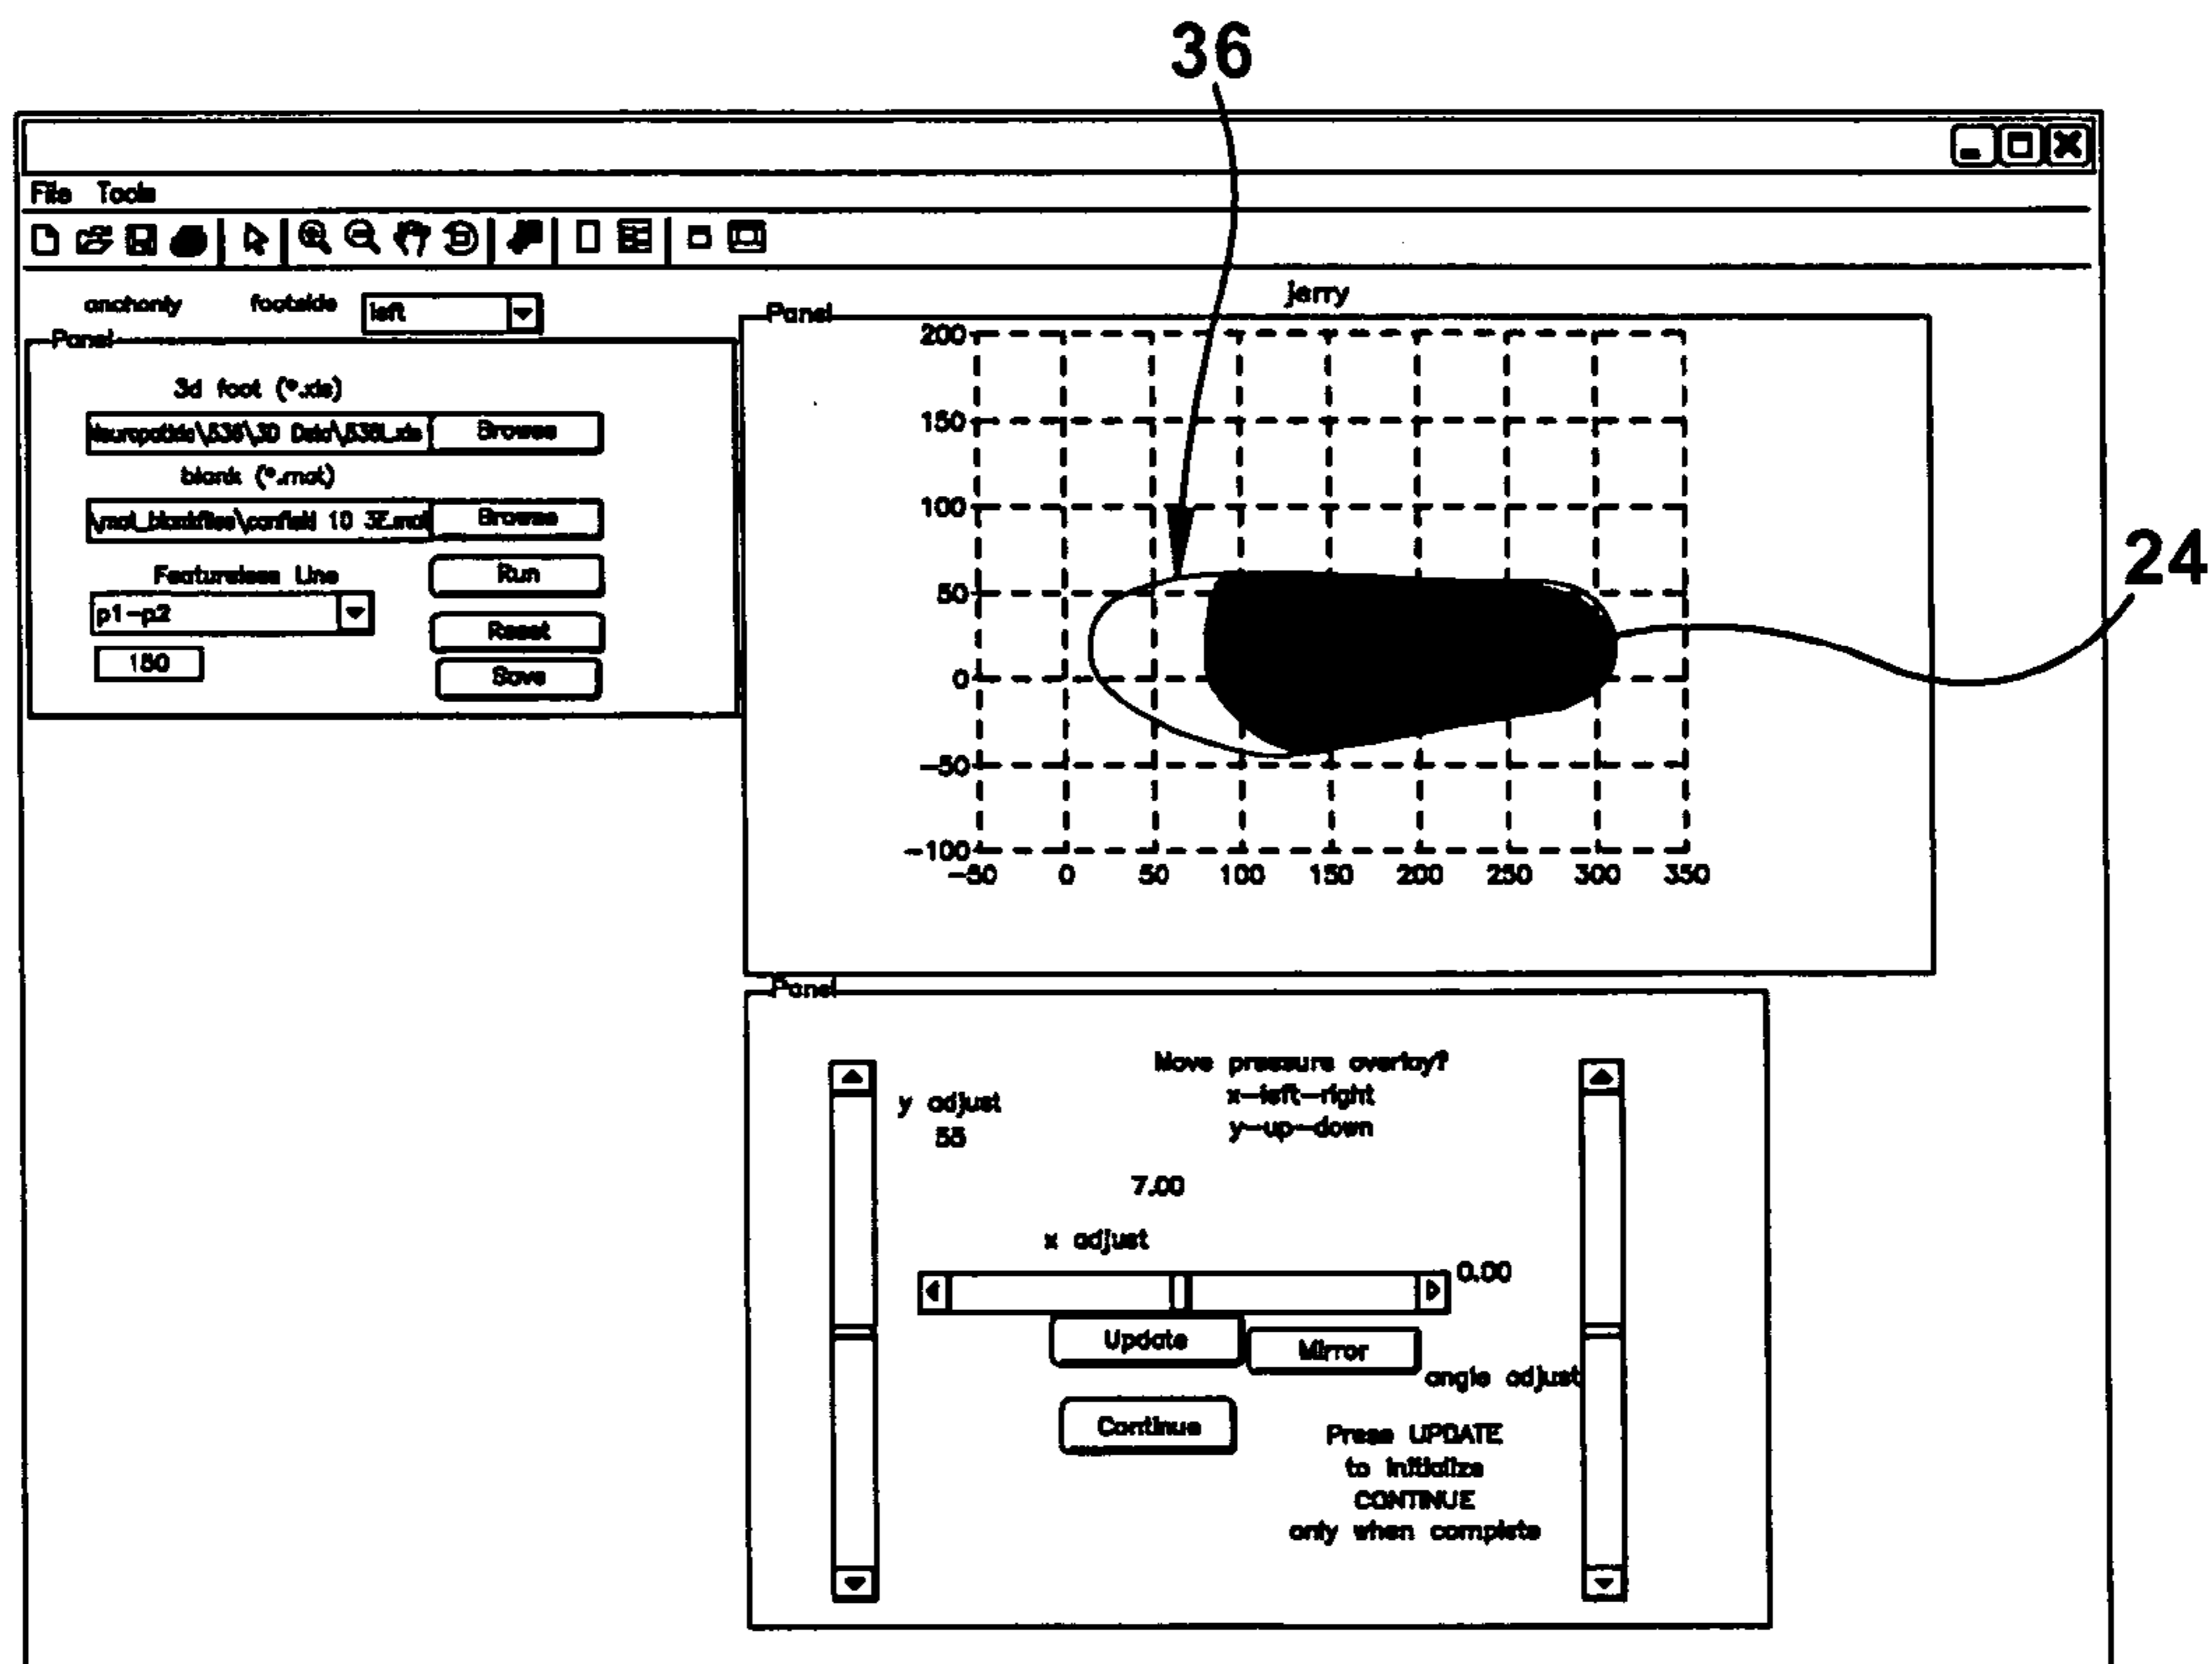 36
File Tools
anchonly footside left
jerry
Panel
Panel
3d foot (*.xls)
Browse
blank (*.mat)
Browse
Featureless Line
Run
p1-p2
Reset
150
Save
24
200
150
100
50
0
-50
-100
-50 0 50 100 150 200 250 300 350
Panel
Move pressure overlay?
x-left-right
y-up-down
y adjust
55
7.00
x adjust
0.00
Update
Mirror
angle adjust
Continue
Press UPDATE
to initialize
CONTINUE
only when complete